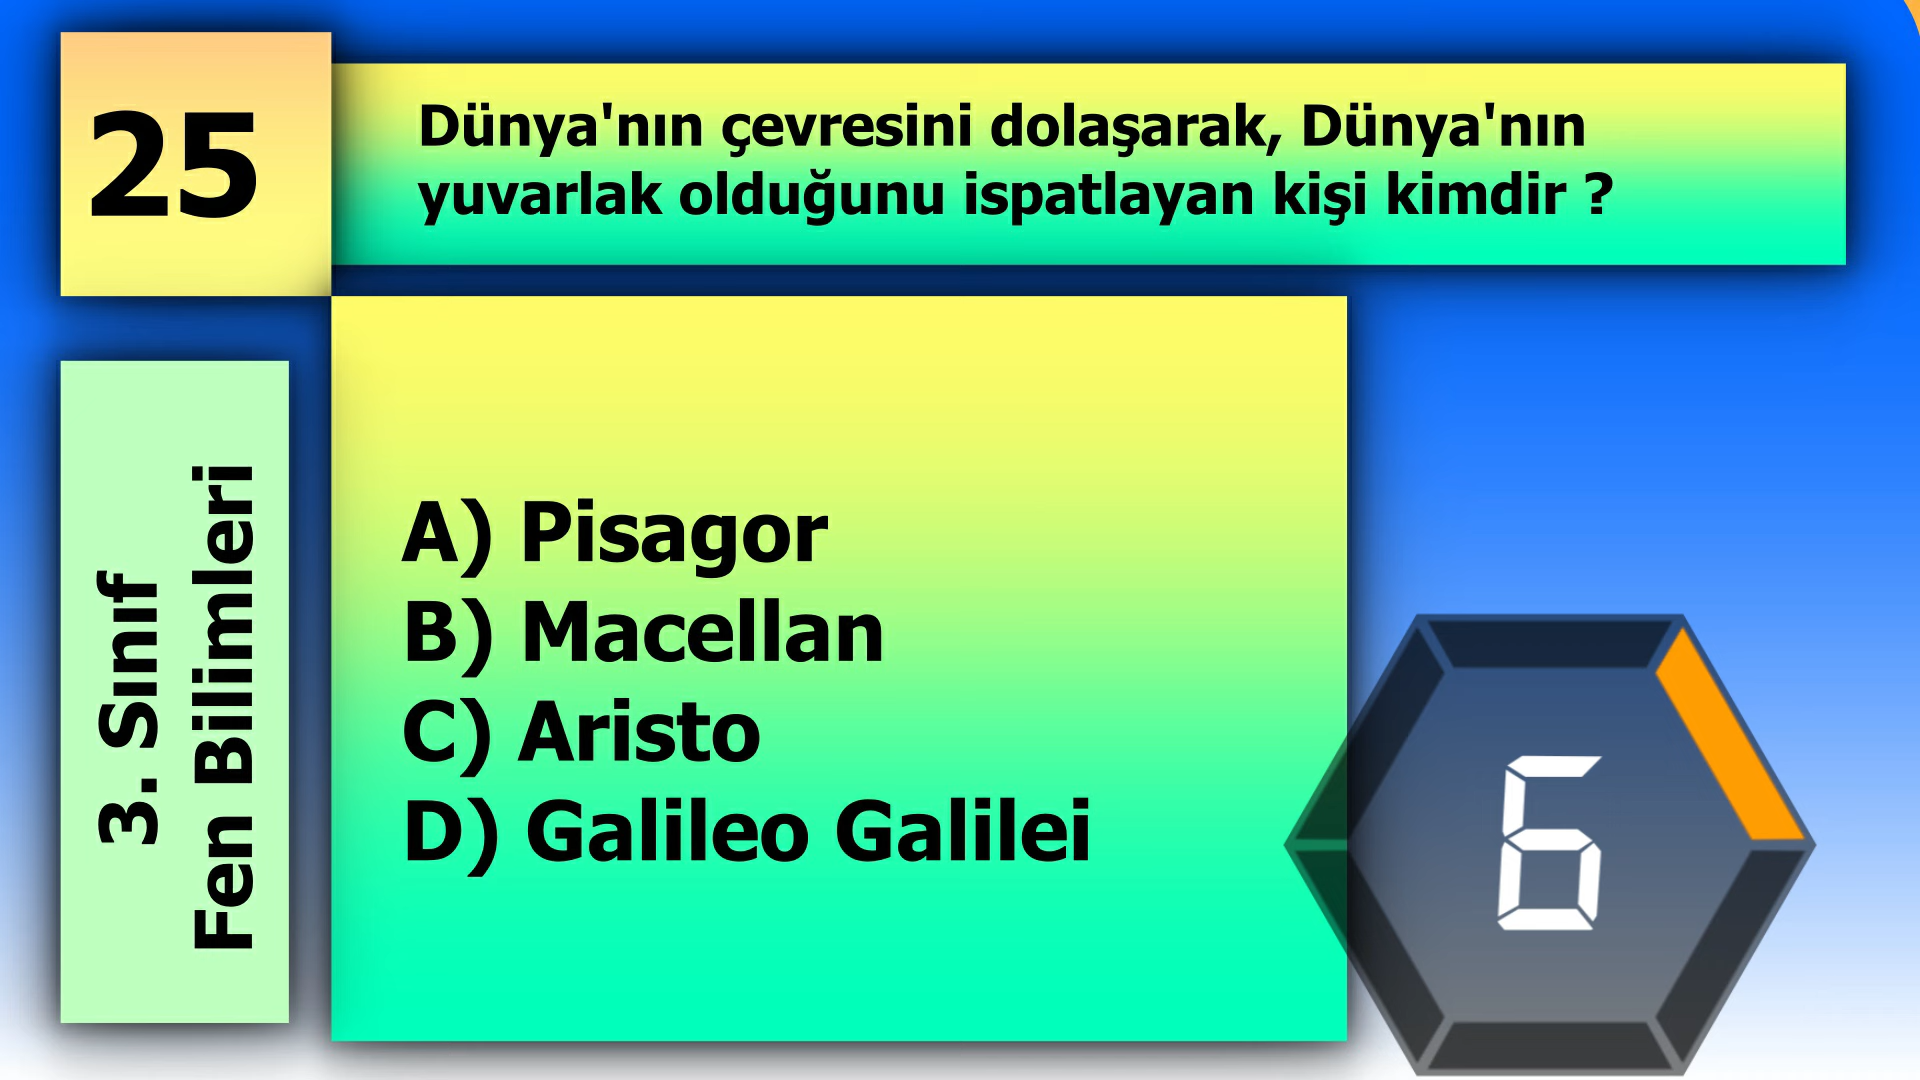 25
Dünya'nın çevresini dolaşarak, Dünya'nın
yuvarlak olduğunu ispatlayan kişi kimdir ?
3. Sınıf
Fen Bilimleri
A) Pisagor
B) Macellan
C) Aristo
D) Galileo Galilei
6